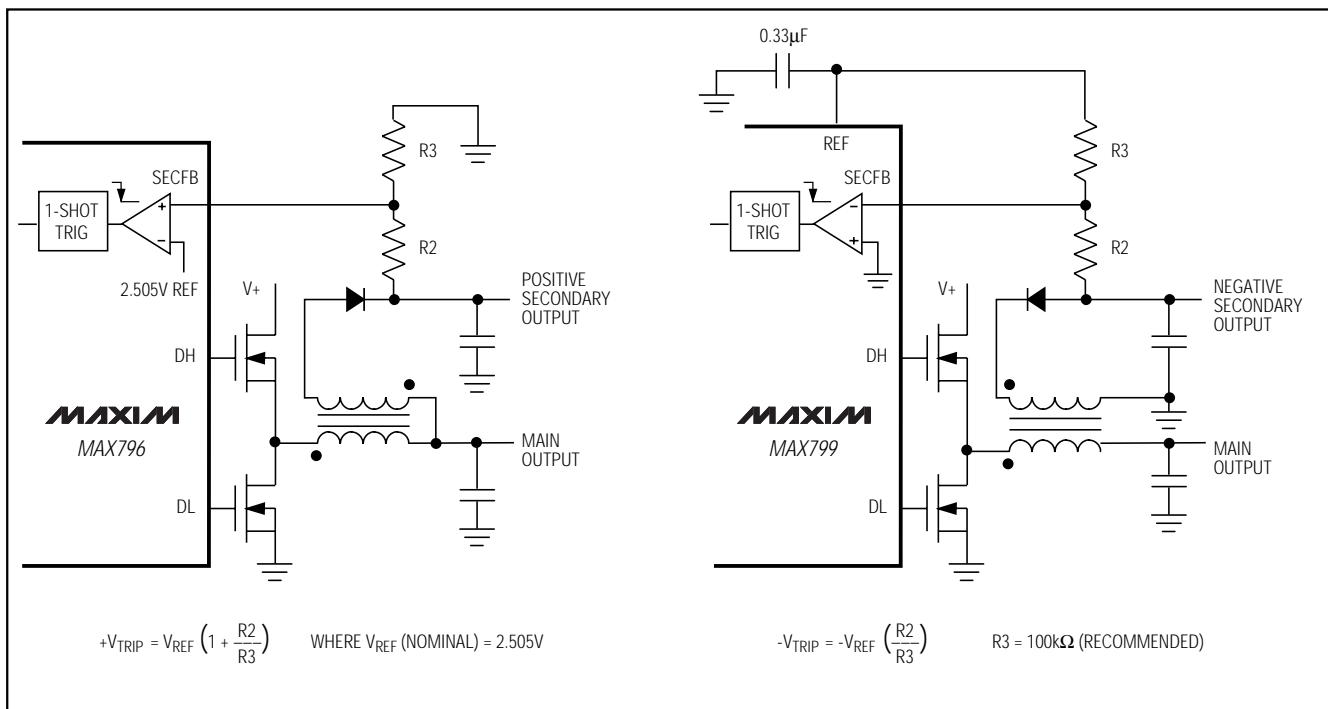 0.33μF
REF
R3
SECFB
+
−
1-SHOT
TRIG
R2
2.505V REF
V+
POSITIVE
SECONDARY
OUTPUT
DH
MAXIM
MAX796
MAIN
OUTPUT
DL
R3
SECFB
−
+
1-SHOT
TRIG
R2
V+
NEGATIVE
SECONDARY
OUTPUT
DH
MAXIM
MAX799
MAIN
OUTPUT
DL
+VTRIP = VREF (1 + R2/R3) WHERE VREF (NOMINAL) = 2.505V
-VTRIP = -VREF (R2/R3) R3 = 100kΩ (RECOMMENDED)